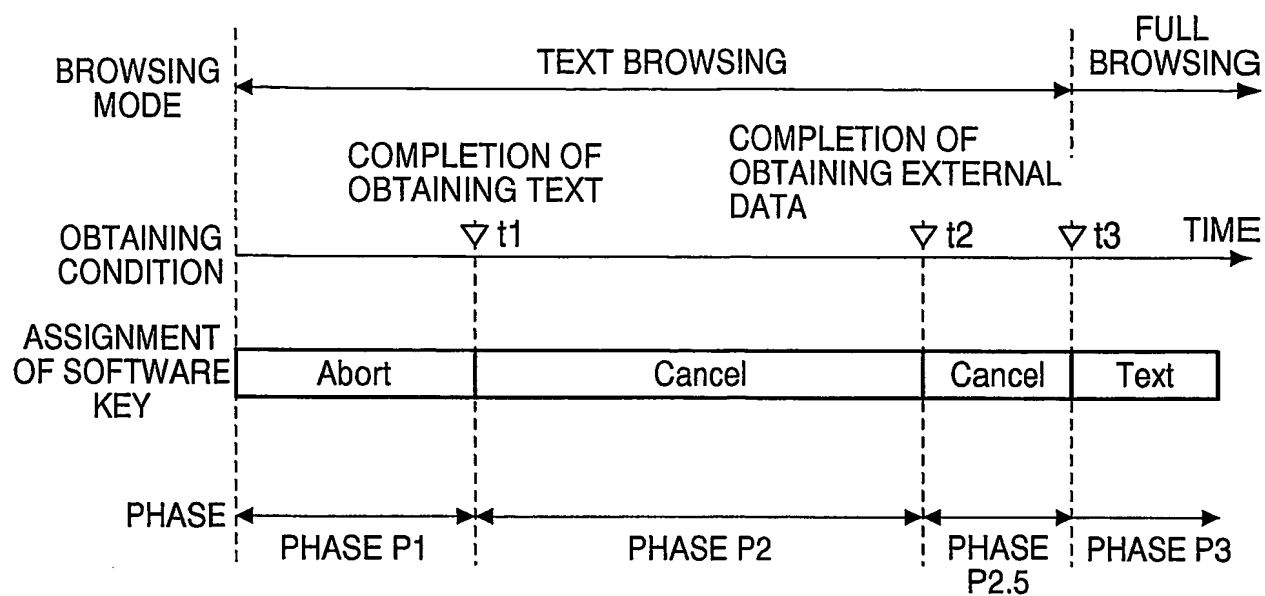 FULL
BROWSING
TEXT BROWSING
BROWSING
MODE
COMPLETION OF
OBTAINING TEXT
COMPLETION OF
OBTAINING EXTERNAL
DATA
t1
t2
t3
TIME
OBTAINING
CONDITION
ASSIGNMENT
OF SOFTWARE
KEY
Abort
Cancel
Cancel
Text
PHASE
PHASE P1
PHASE P2
PHASE
P2.5
PHASE P3